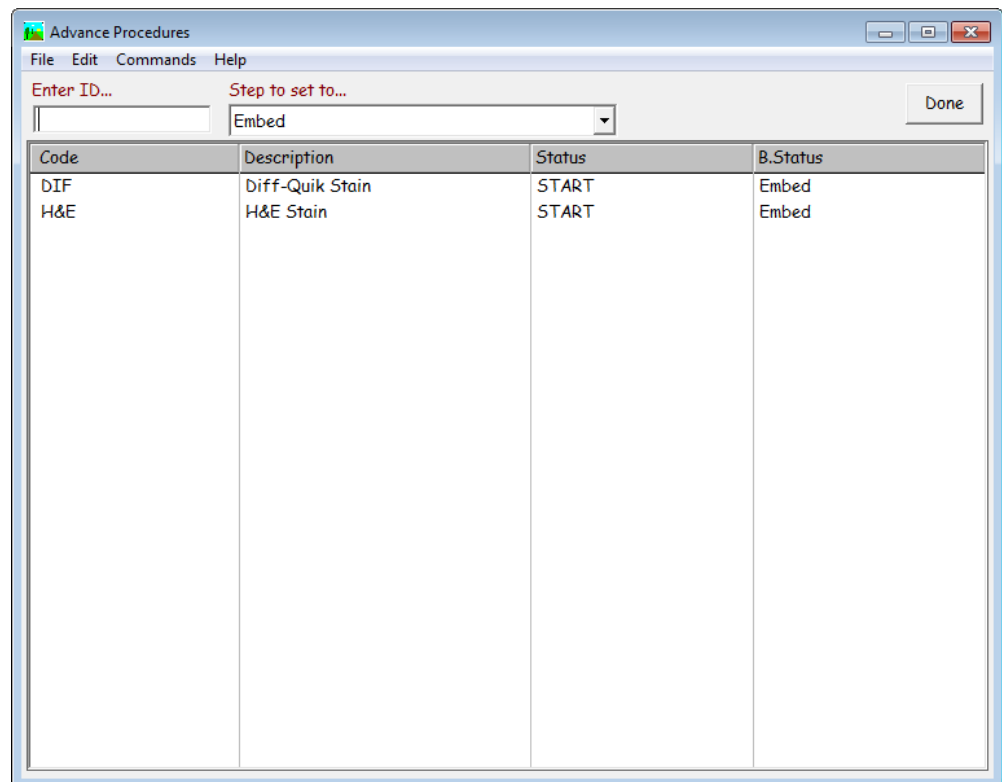 Advance Procedures
File Edit Commands Help
Enter ID... Step to set to...
Done
Embed
Code Description Status B.Status
DIF Diff-Quik Stain START Embed
H&E H&E Stain START Embed